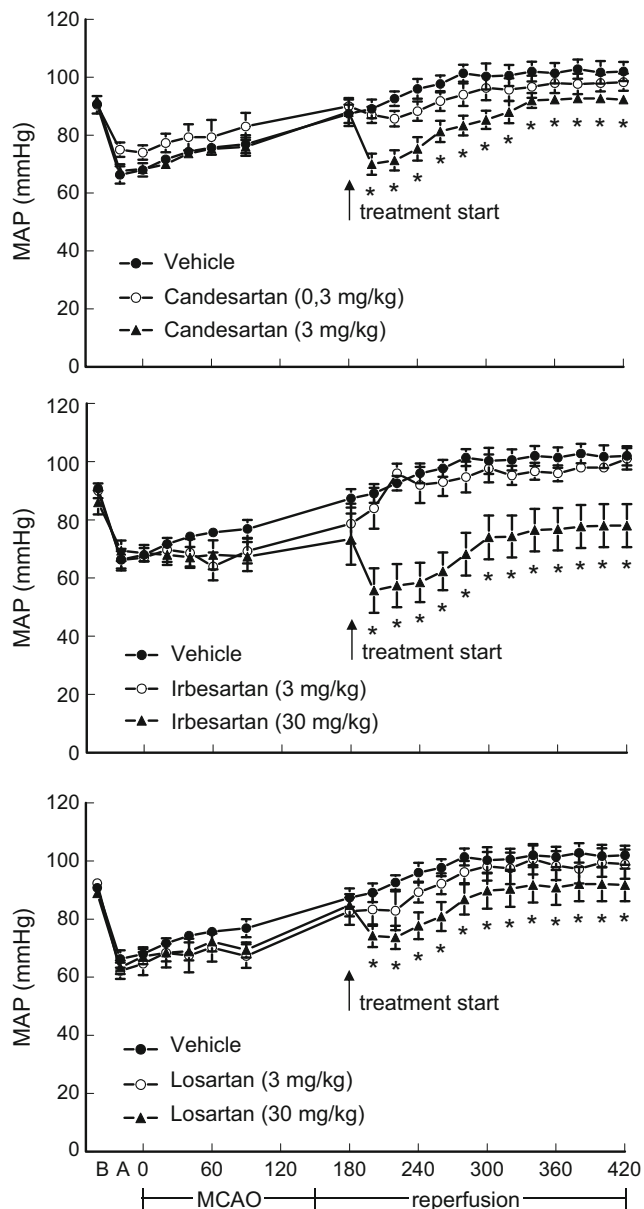 120
100
80
60
40
20
0
MAP (mmHg)
* * * * * * * * * * * *
treatment start
Vehicle
Candesartan (0,3 mg/kg)
Candesartan (3 mg/kg)
120
100
80
60
40
20
0
MAP (mmHg)
* * * * * * * * * * * *
treatment start
Vehicle
Irbesartan (3 mg/kg)
Irbesartan (30 mg/kg)
120
100
80
60
40
20
0
MAP (mmHg)
* * * * * * * * * * * *
treatment start
Vehicle
Losartan (3 mg/kg)
Losartan (30 mg/kg)
B A 0 60 120 180 240 300 360 420
MCAO reperfusion